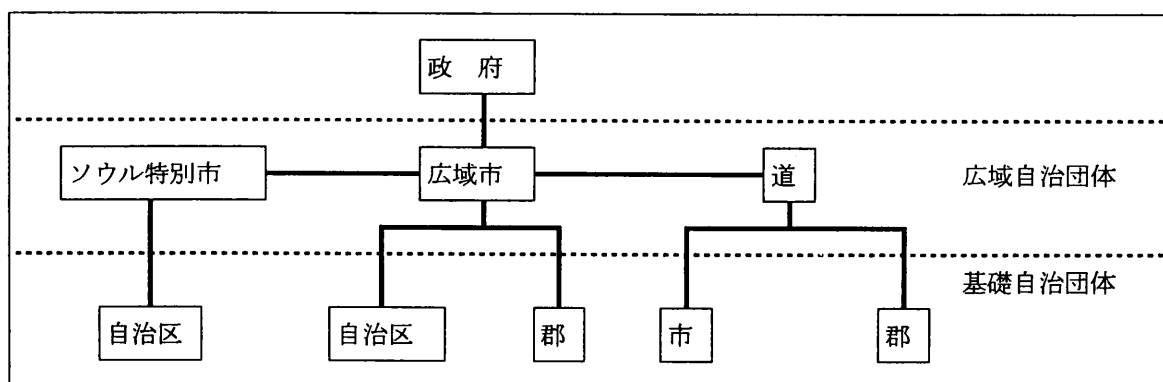 政 府
ソウル特別市 広域市 道 広域自治団体
基礎自治団体
自治区 自治区 郡 市 郡